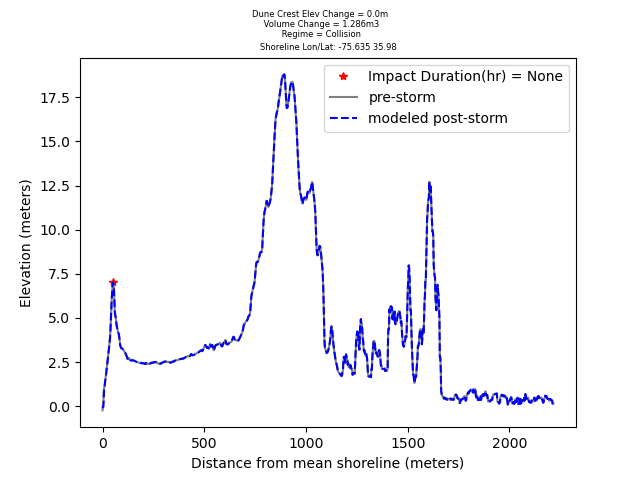 Dune Crest Elev Change = 0.0m
Volume Change = 1.286m3
Regime = Collision
Shoreline Lon/Lat: -75.635 35.98
Impact Duration(hr) = None
pre-storm
modeled post-storm
Elevation (meters)
17.5
15.0
12.5
10.0
7.5
5.0
2.5
0.0
0 500 1000 1500 2000
Distance from mean shoreline (meters)